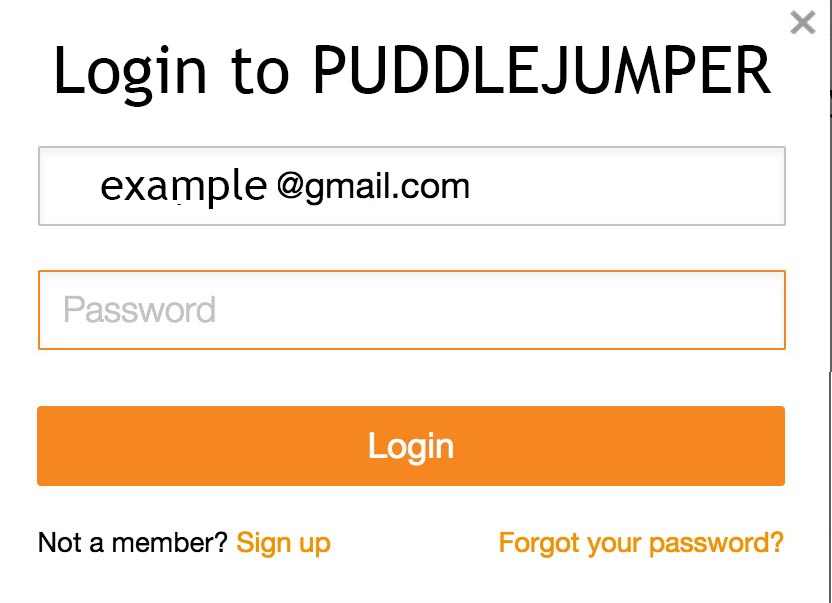 Login to PUDDLEJUMPER
example @gmail.com
Password
Login
Not a member? Sign up
Forgot your password?